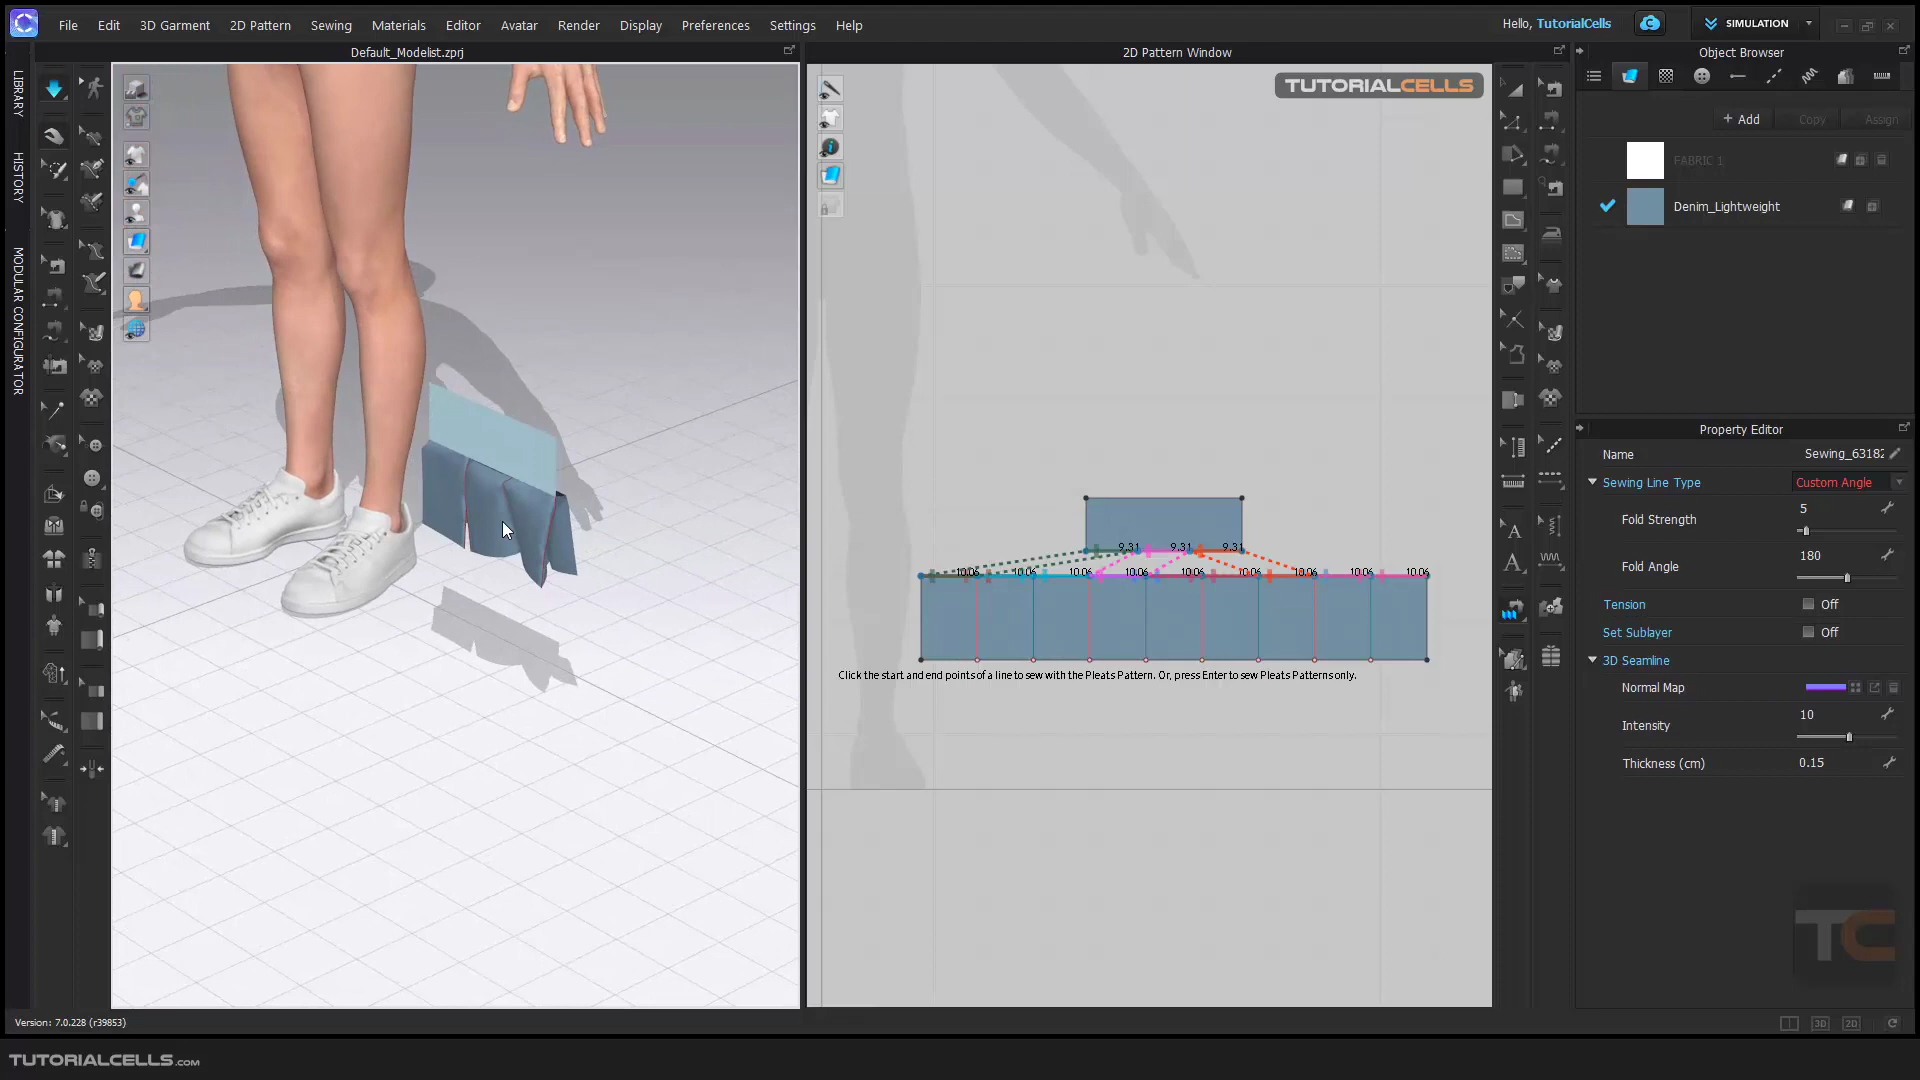 File Edit 3D Garment 2D Pattern Sewing Materials Editor Avatar Render Display Preferences Settings Help
Hello, TutorialCells
SIMULATION
Default_Modelist.zprj
2D Pattern Window
Object Browser
LIBRARY
HISTORY
MODULAR CONFIGURATOR
TUTORIALCELLS
+ Add
Copy
Assign
FABRIC 1
Denim_Lightweight
Property Editor
Name Sewing_63182
Sewing Line Type Custom Angle
Fold Strength 5
Fold Angle 180
Tension Off
Set Sublayer Off
3D Seamline
Normal Map
Intensity 10
Thickness (cm) 0.15
9.31 9.31 9.31
10.06 10.06 10.06 10.06 10.06 10.06 10.06 10.06 10.06
Click the start and end points of a line to sew with the Pleats Pattern. Or, press Enter to sew Pleats Patterns only.
TC
Version: 7.0.228 (r39853)
3D
2D
TUTORIALCELLS.com